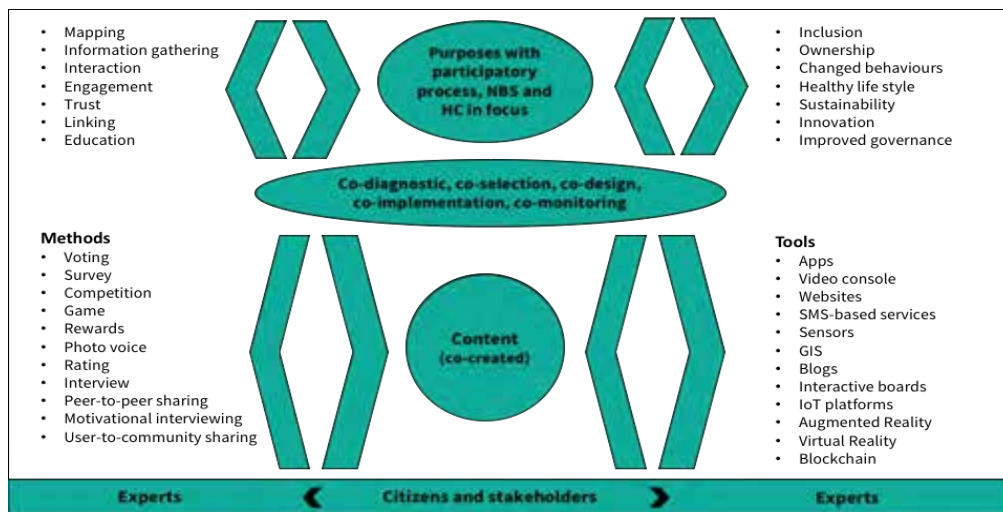 Mapping
Information gathering
Interaction
Engagement
Trust
Linking
Education
Purposes with
participatory
process, NBS and
HC in focus
Inclusion
Ownership
Changed behaviours
Healthy life style
Sustainability
Innovation
Improved governance
Co-diagnostic, co-selection, co-design,
co-implementation, co-monitoring
Methods
Voting
Survey
Competition
Game
Rewards
Photo voice
Rating
Interview
Peer-to-peer sharing
Motivational interviewing
User-to-community sharing
Content
(co-created)
Tools
Apps
Video console
Websites
SMS-based services
Sensors
GIS
Blogs
Interactive boards
IoT platforms
Augmented Reality
Virtual Reality
Blockchain
Experts
Citizens and stakeholders
Experts